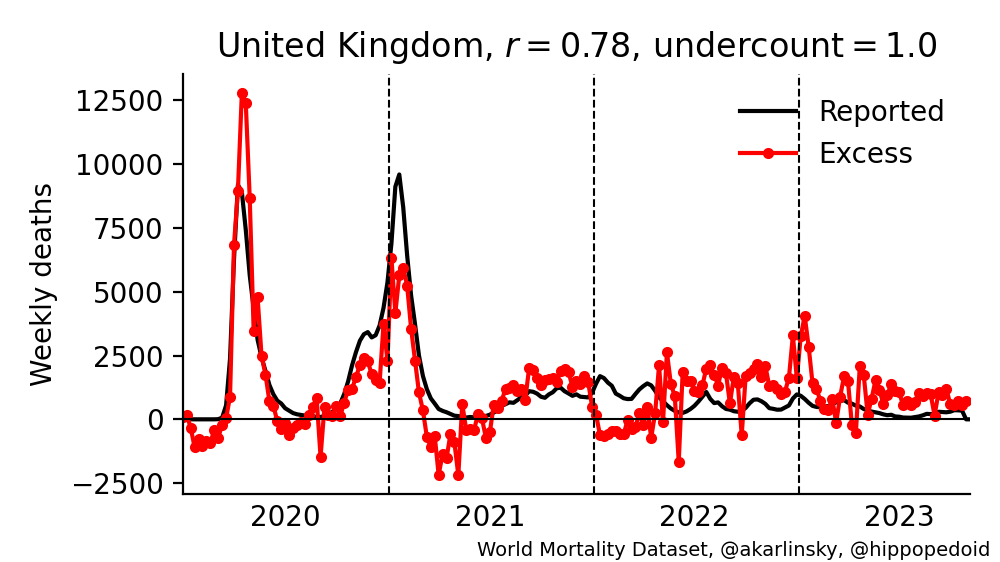 United Kingdom, r = 0.78, undercount = 1.0
Reported
Excess
Weekly deaths
12500
10000
7500
5000
2500
0
−2500
2020 2021 2022 2023
World Mortality Dataset, @akarlinsky, @hippopedoid